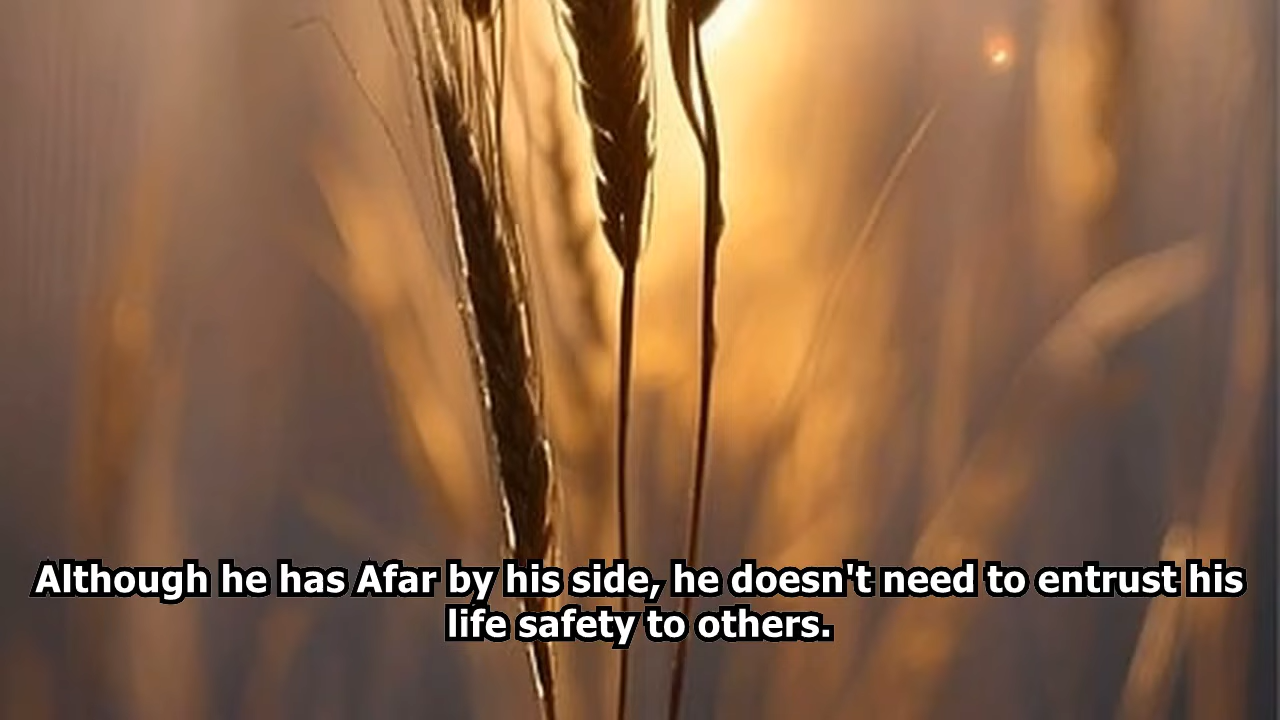 Although he has Afar by his side, he doesn't need to entrust his
life safety to others.